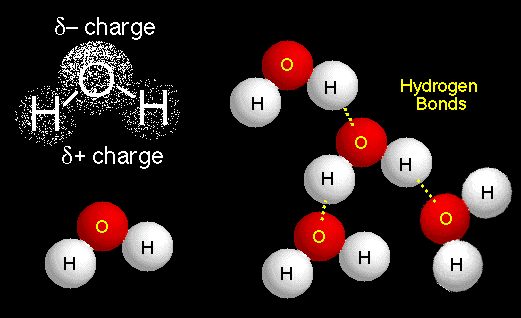 δ− charge
O
H H
δ+ charge
O
H H
Hydrogen
Bonds
O
H H
O
H H
O
H H
O
H
H